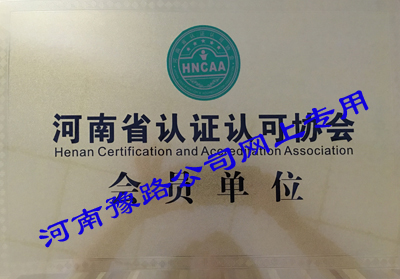 HNCAA
河南省认证认可协会
Henan Certification and Accreditation Association
会员单位
河南豫路公司网上专用